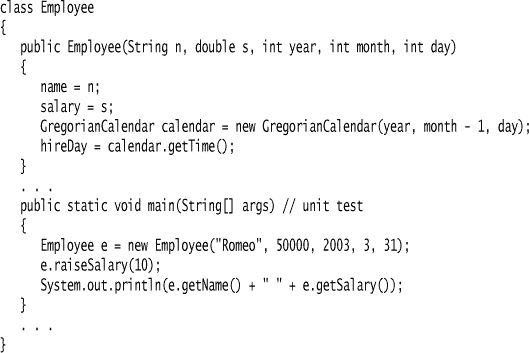 class Employee
{
   public Employee(String n, double s, int year, int month, int day)
   {
      name = n;
      salary = s;
      GregorianCalendar calendar = new GregorianCalendar(year, month - 1, day);
      hireDay = calendar.getTime();
   }
   . . .
   public static void main(String[] args) // unit test
   {
      Employee e = new Employee("Romeo", 50000, 2003, 3, 31);
      e.raiseSalary(10);
      System.out.println(e.getName() + " " + e.getSalary());
   }
   . . .
}